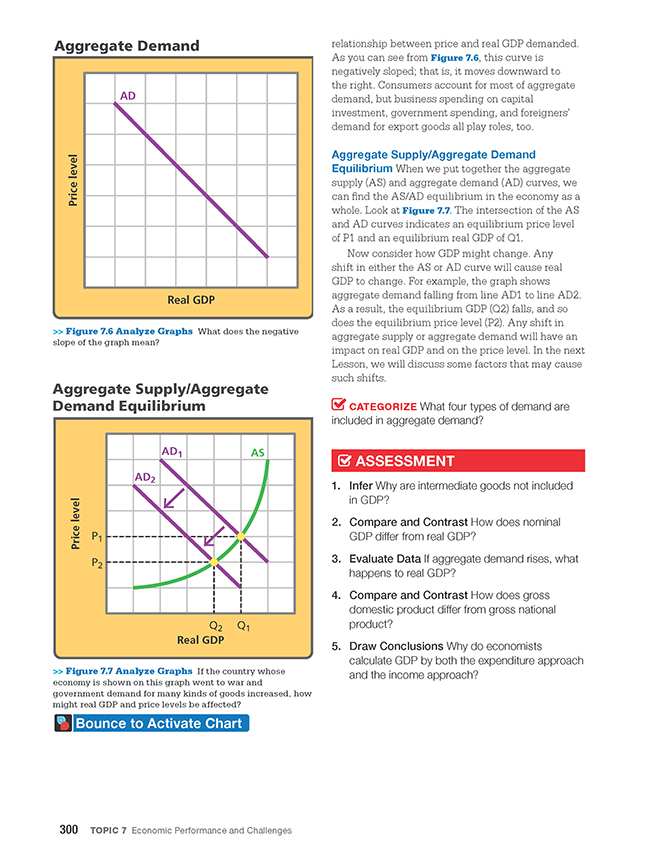 Aggregate Demand
AD
Price level
Real GDP
>> Figure 7.6 Analyze Graphs What does the negative
slope of the graph mean?
Aggregate Supply/Aggregate
Demand Equilibrium
AD1
AS
AD2
Price level
P1
P2
Q2 Q1
Real GDP
>> Figure 7.7 Analyze Graphs If the country whose
economy is shown on this graph went to war and
government demand for many kinds of goods increased, how
might real GDP and price levels be affected?
Bounce to Activate Chart
relationship between price and real GDP demanded.
As you can see from Figure 7.6, this curve is
negatively sloped; that is, it moves downward to
the right. Consumers account for most of aggregate
demand, but business spending on capital
investment, government spending, and foreigners'
demand for export goods all play roles, too.
Aggregate Supply/Aggregate Demand
Equilibrium When we put together the aggregate
supply (AS) and aggregate demand (AD) curves, we
can find the AS/AD equilibrium in the economy as a
whole. Look at Figure 7.7. The intersection of the AS
and AD curves indicates an equilibrium price level
of P1 and an equilibrium real GDP of Q1.
Now consider how GDP might change. Any
shift in either the AS or AD curve will cause real
GDP to change. For example, the graph shows
aggregate demand falling from line AD1 to line AD2.
As a result, the equilibrium GDP (Q2) falls, and so
does the equilibrium price level (P2). Any shift in
aggregate supply or aggregate demand will have an
impact on real GDP and on the price level. In the next
Lesson, we will discuss some factors that may cause
such shifts.
CATEGORIZE What four types of demand are
included in aggregate demand?
ASSESSMENT
1. Infer Why are intermediate goods not included
in GDP?
2. Compare and Contrast How does nominal
GDP differ from real GDP?
3. Evaluate Data If aggregate demand rises, what
happens to real GDP?
4. Compare and Contrast How does gross
domestic product differ from gross national
product?
5. Draw Conclusions Why do economists
calculate GDP by both the expenditure approach
and the income approach?
300 TOPIC 7 Economic Performance and Challenges